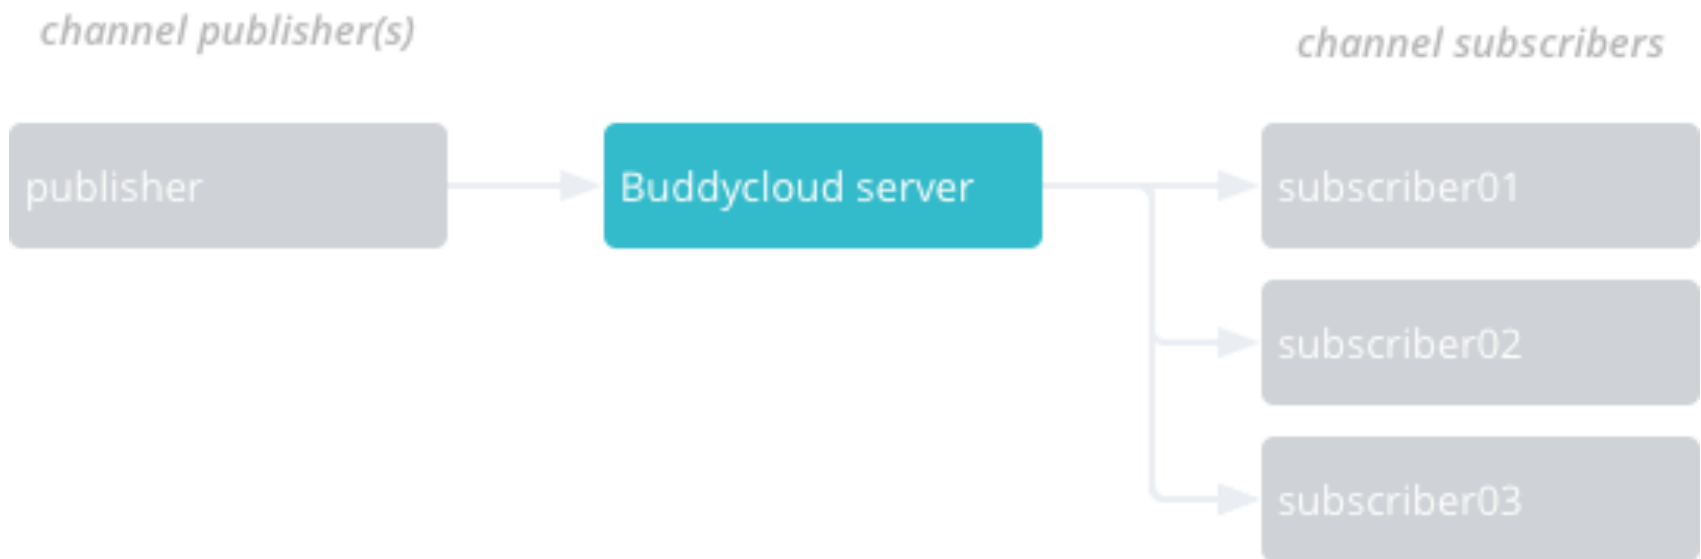 channel publisher(s)
channel subscribers
publisher
Buddycloud server
subscriber01
subscriber02
subscriber03